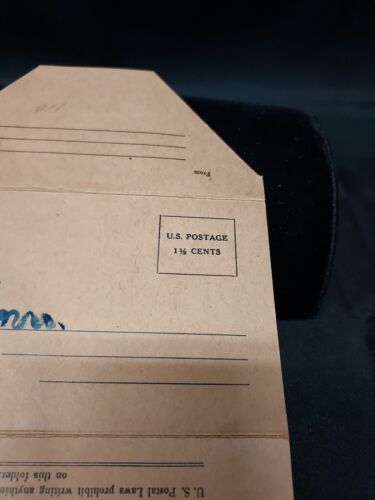 From
U.S. POSTAGE
1½ CENTS
U. S. Postal Laws prohibit writing anything
on this folder